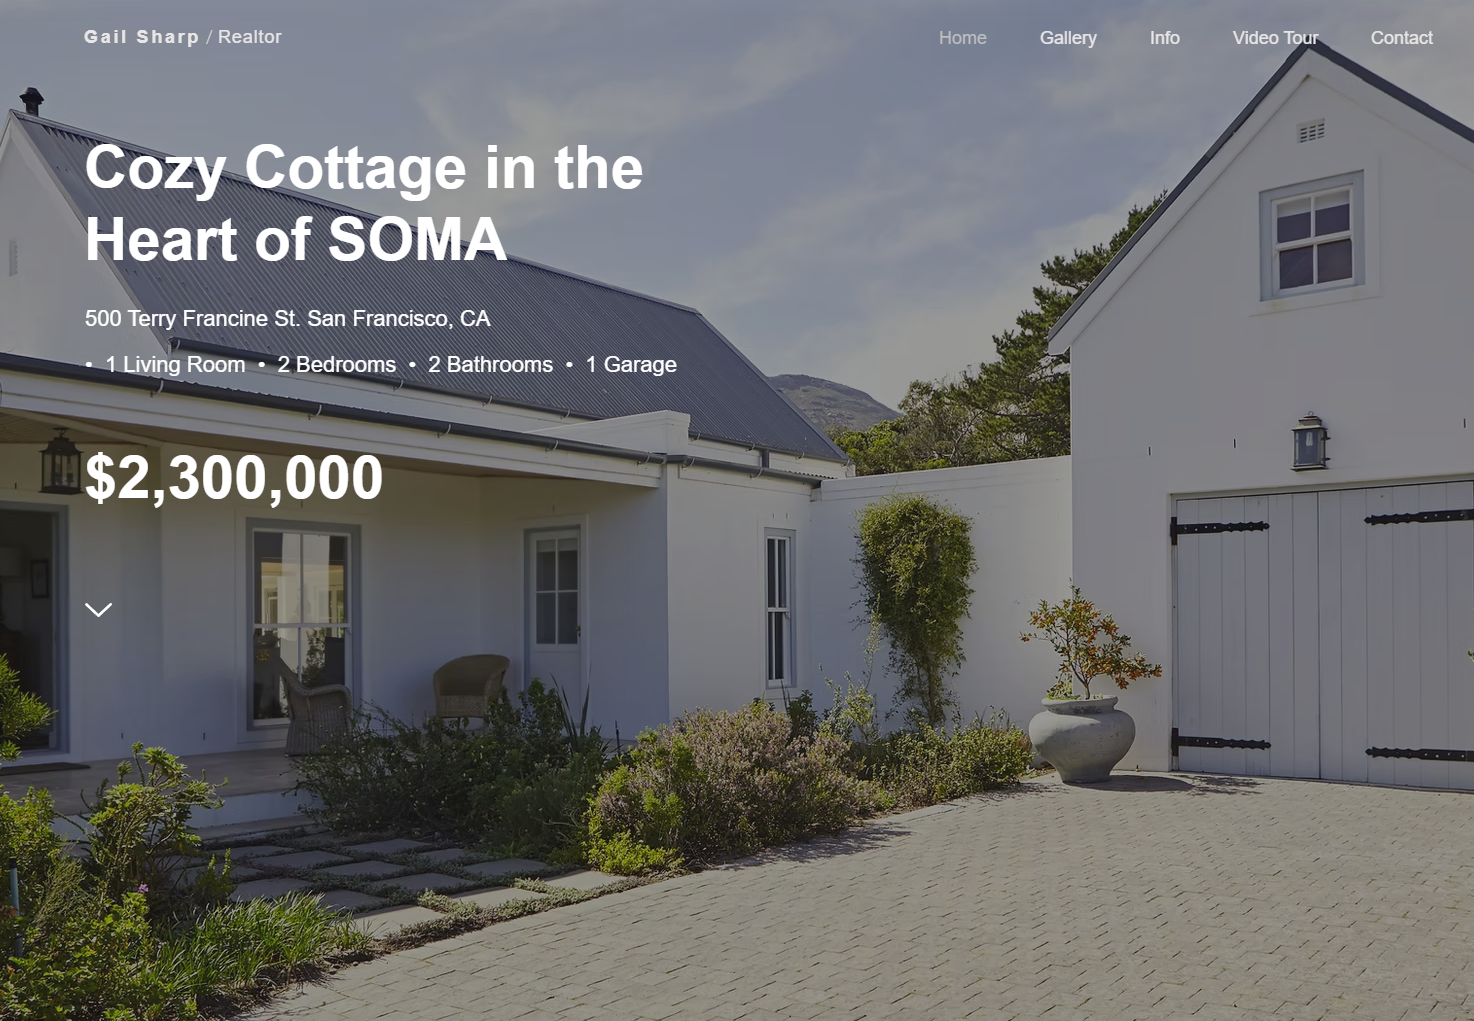 Gail Sharp / Realtor
Home Gallery Info Video Tour Contact
Cozy Cottage in the
Heart of SOMA
500 Terry Francine St. San Francisco, CA
• 1 Living Room • 2 Bedrooms • 2 Bathrooms • 1 Garage
$2,300,000